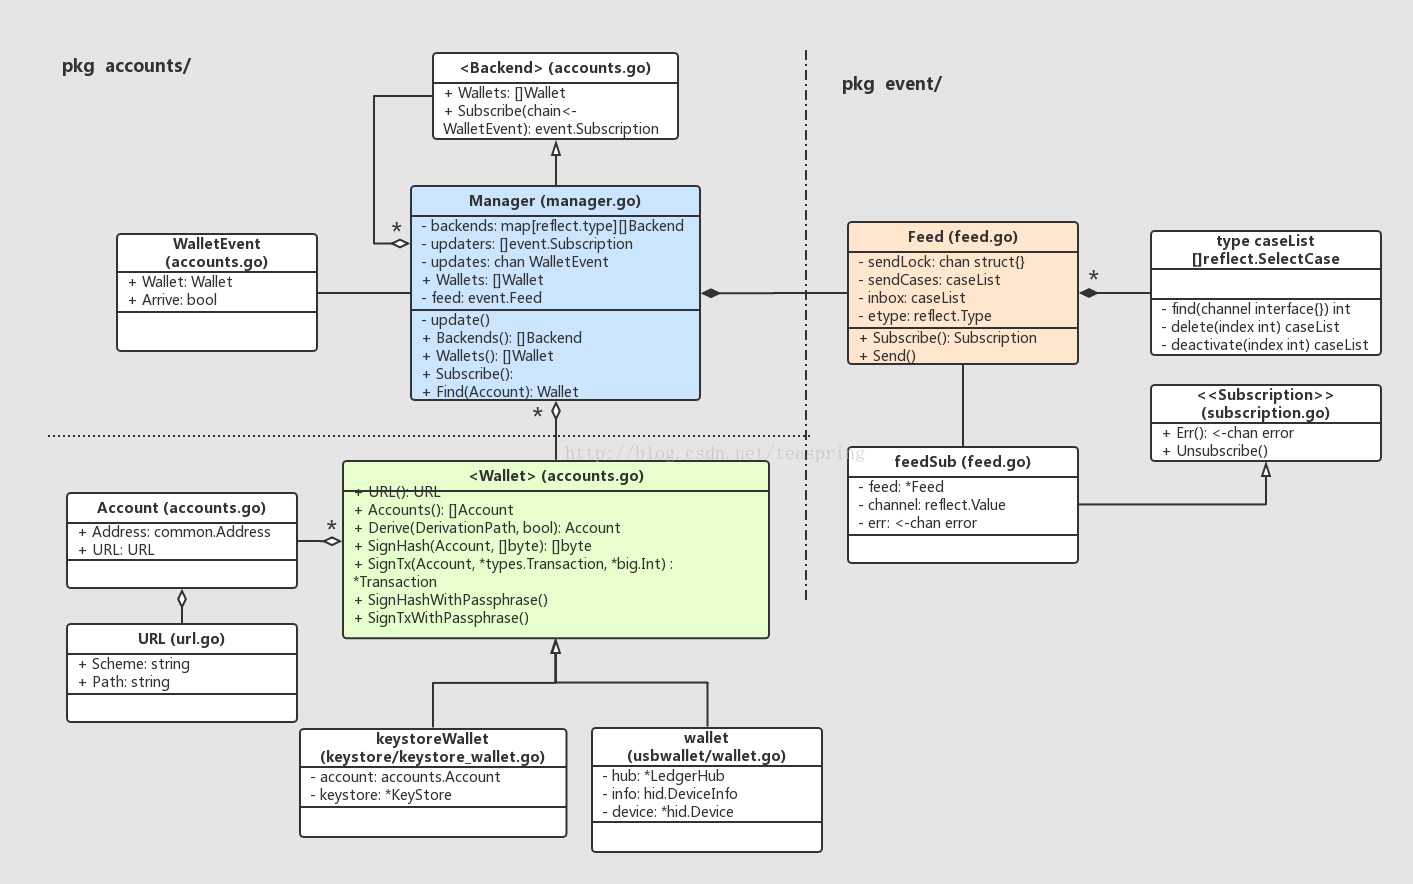 pkg accounts/
<Backend> (accounts.go)
+ Wallets: []Wallet
+ Subscribe(chain<-
WalletEvent): event.Subscription
pkg event/
*
Manager (manager.go)
- backends: map[reflect.type][]Backend
- updaters: []event.Subscription
- updates: chan WalletEvent
+ Wallets: []Wallet
- feed: event.Feed
- update()
+ Backends(): []Backend
+ Wallets(): []Wallet
+ Subscribe():
+ Find(Account): Wallet
WalletEvent
(accounts.go)
+ Wallet: Wallet
+ Arrive: bool
Feed (feed.go)
- sendLock: chan struct{}
- sendCases: caseList
- inbox: caseList
- etype: reflect.Type
+ Subscribe(): Subscription
+ Send()
*
type caseList
[]reflect.SelectCase
- find(channel interface{}) int
- delete(index int) caseList
- deactivate(index int) caseList
<<Subscription>>
(subscription.go)
+ Err(): <-chan error
+ Unsubscribe()
*
http://blog.csdn.net/teaspring
feedSub (feed.go)
- feed: *Feed
- channel: reflect.Value
- err: <-chan error
<Wallet> (accounts.go)
+ URL(): URL
+ Accounts(): []Account
+ Derive(DerivationPath, bool): Account
+ SignHash(Account, []byte): []byte
+ SignTx(Account, *types.Transaction, *big.Int) :
*Transaction
+ SignHashWithPassphrase()
+ SignTxWithPassphrase()
*
Account (accounts.go)
+ Address: common.Address
+ URL: URL
URL (url.go)
+ Scheme: string
+ Path: string
keystoreWallet
(keystore/keystore_wallet.go)
- account: accounts.Account
- keystore: *KeyStore
wallet
(usbwallet/wallet.go)
- hub: *LedgerHub
- info: hid.DeviceInfo
- device: *hid.Device